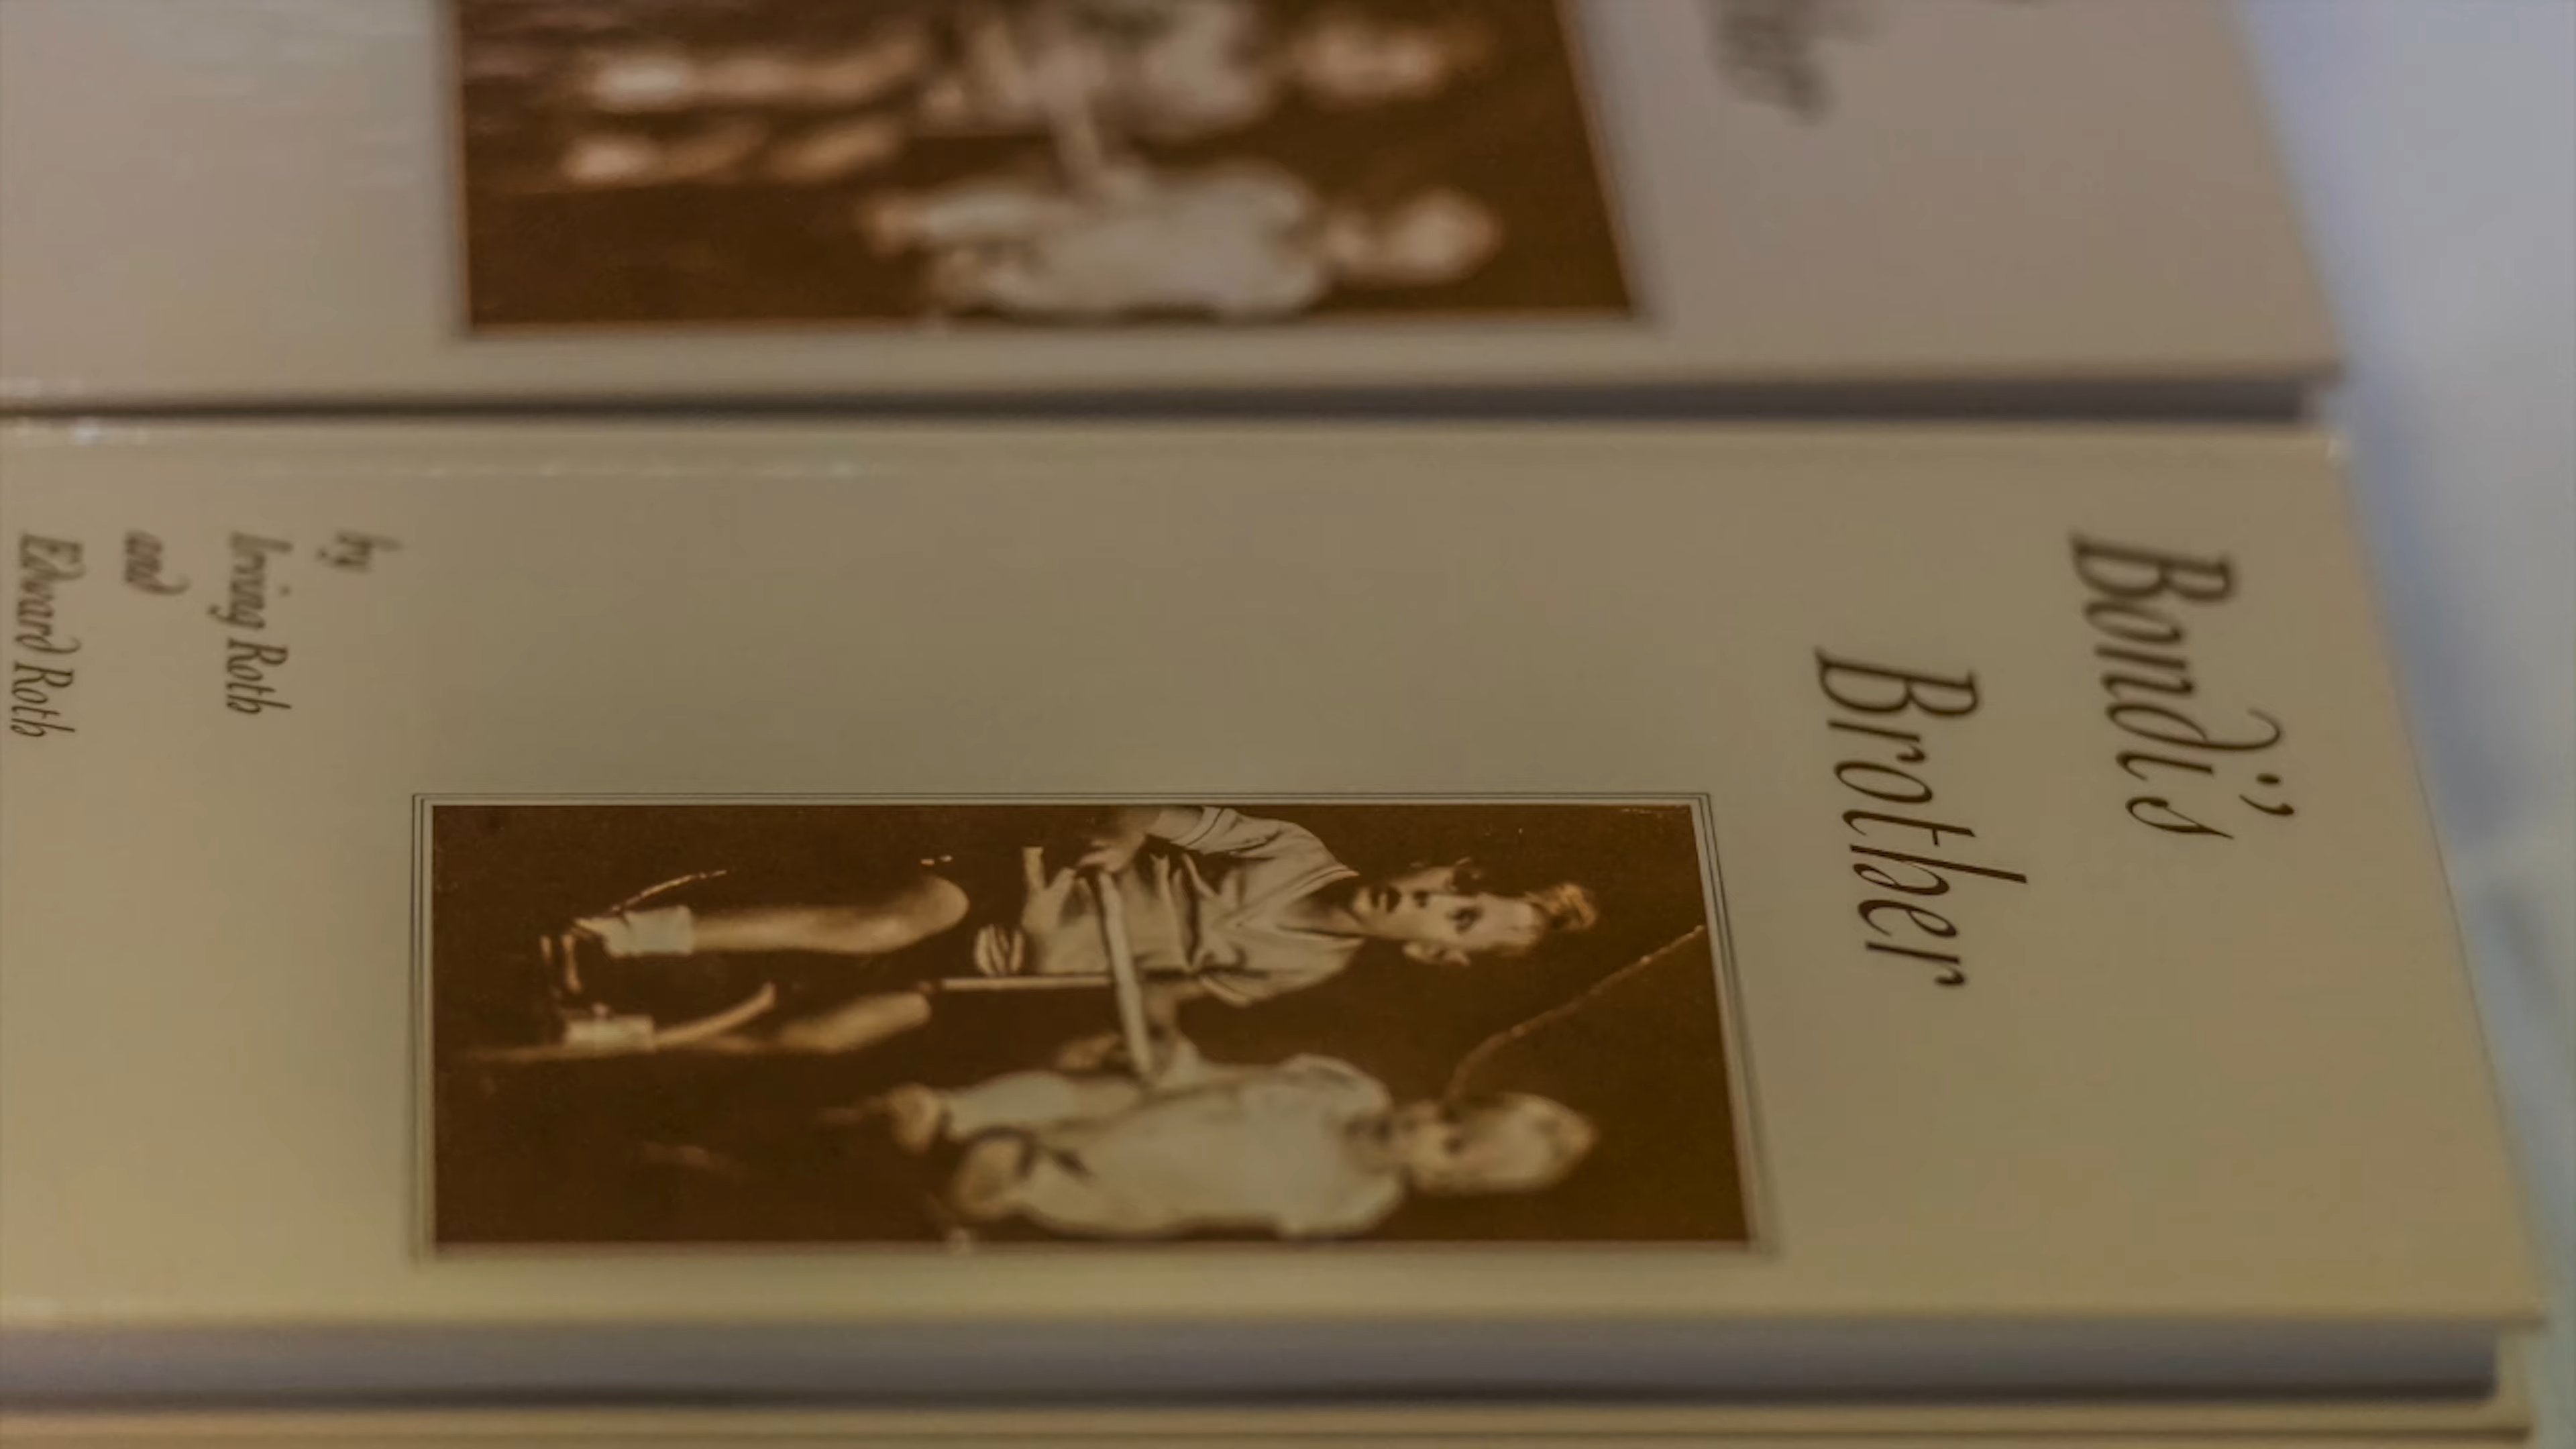 Bondi's
Brother
by
Irving Roth
and
Edward Roth